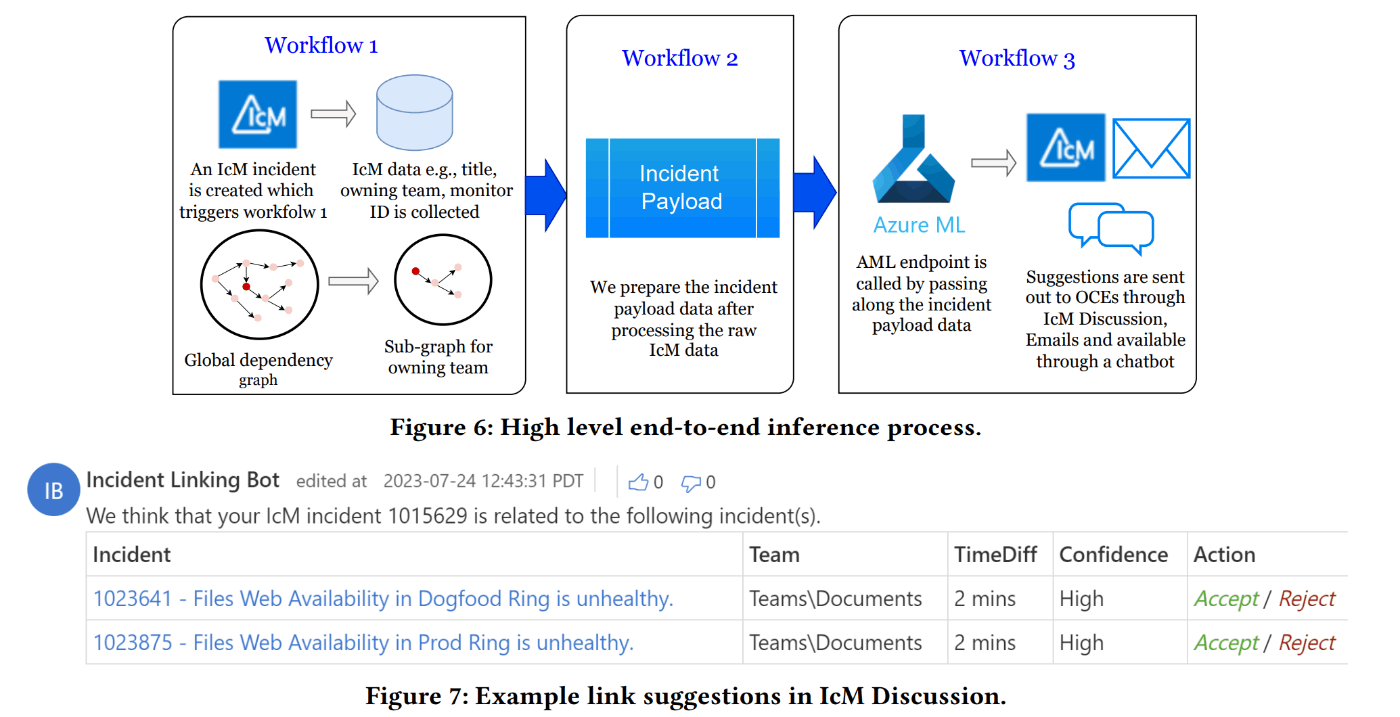 Workflow 1
IcM
An IcM incident
is created which
triggers workfolw 1
IcM data e.g., title,
owning team, monitor
ID is collected
Global dependency
graph
Sub-graph for
owning team
Workflow 2
Incident
Payload
We prepare the incident
payload data after
processing the raw
IcM data
Workflow 3
Azure ML
AML endpoint is
called by passing
along the incident
payload data
IcM
Suggestions are sent
out to OCEs through
IcM Discussion,
Emails and available
through a chatbot
Figure 6: High level end-to-end inference process.
IB
Incident Linking Bot edited at 2023-07-24 12:43:31 PDT 0 0
We think that your IcM incident 1015629 is related to the following incident(s).
Incident Team TimeDiff Confidence Action
1023641 - Files Web Availability in Dogfood Ring is unhealthy. Teams\Documents 2 mins High Accept / Reject
1023875 - Files Web Availability in Prod Ring is unhealthy. Teams\Documents 2 mins High Accept / Reject
Figure 7: Example link suggestions in IcM Discussion.